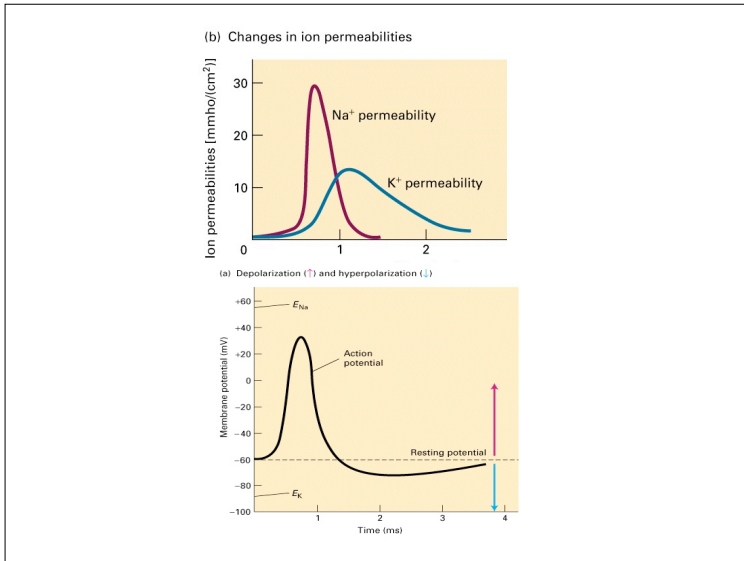 (b) Changes in ion permeabilities
Ion permeabilities [mmho/(cm²)]
30
20
10
0
Na⁺ permeability
K⁺ permeability
1
2
(a) Depolarization (↑) and hyperpolarization (↓)
Membrane potential (mV)
+60
+40
+20
0
−20
−40
−60
−80
−100
E_Na
Action
potential
Resting potential
E_K
1
2
3
4
Time (ms)